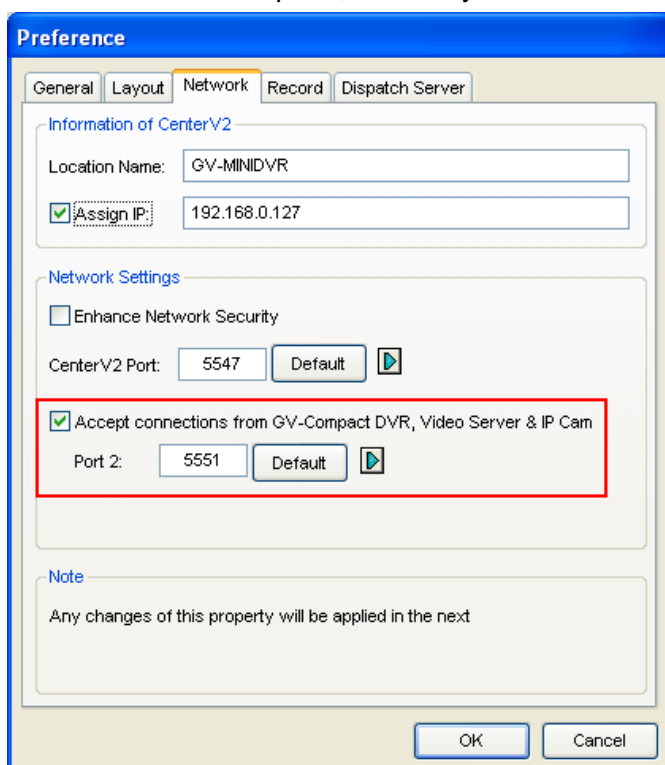 Preference
General Layout Network Record Dispatch Server
Information of CenterV2
Location Name: GV-MINIDVR
Assign IP: 192.168.0.127
Network Settings
Enhance Network Security
CenterV2 Port: 5547 Default
Accept connections from GV-Compact DVR, Video Server & IP Cam
Port 2: 5551 Default
Note
Any changes of this property will be applied in the next
OK Cancel